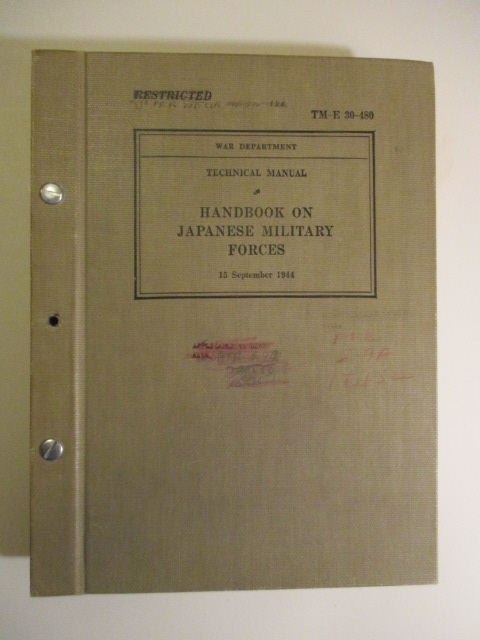 RESTRICTED
TM-E 30-480
WAR DEPARTMENT
TECHNICAL MANUAL
HANDBOOK ON
JAPANESE MILITARY
FORCES
15 September 1944